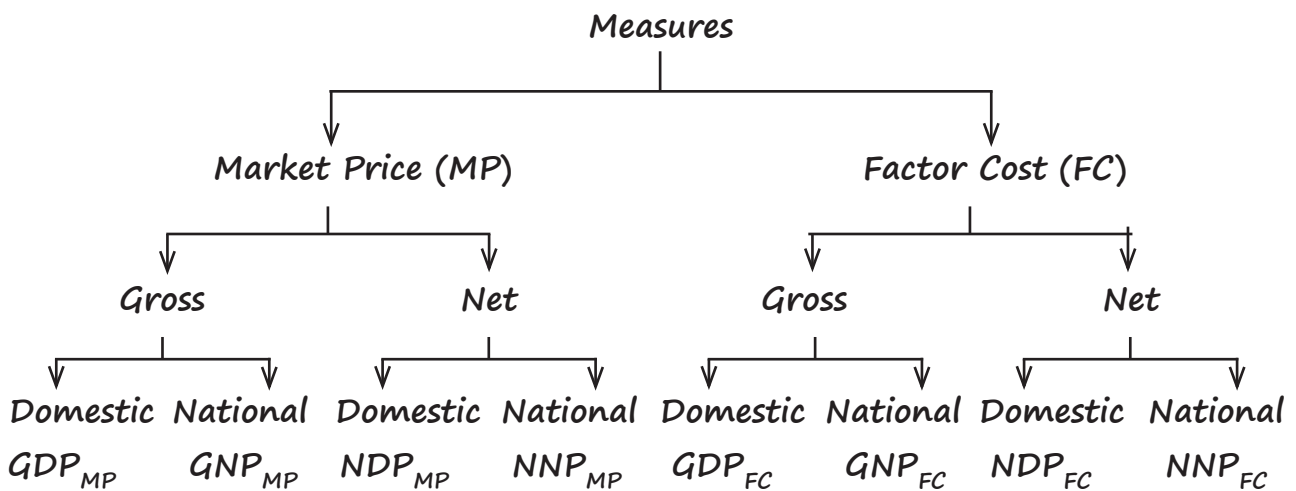 Measures
Market Price (MP) Factor Cost (FC)
Gross Net Gross Net
Domestic National Domestic National Domestic National Domestic National
GDP_MP GNP_MP NDP_MP NNP_MP GDP_FC GNP_FC NDP_FC NNP_FC